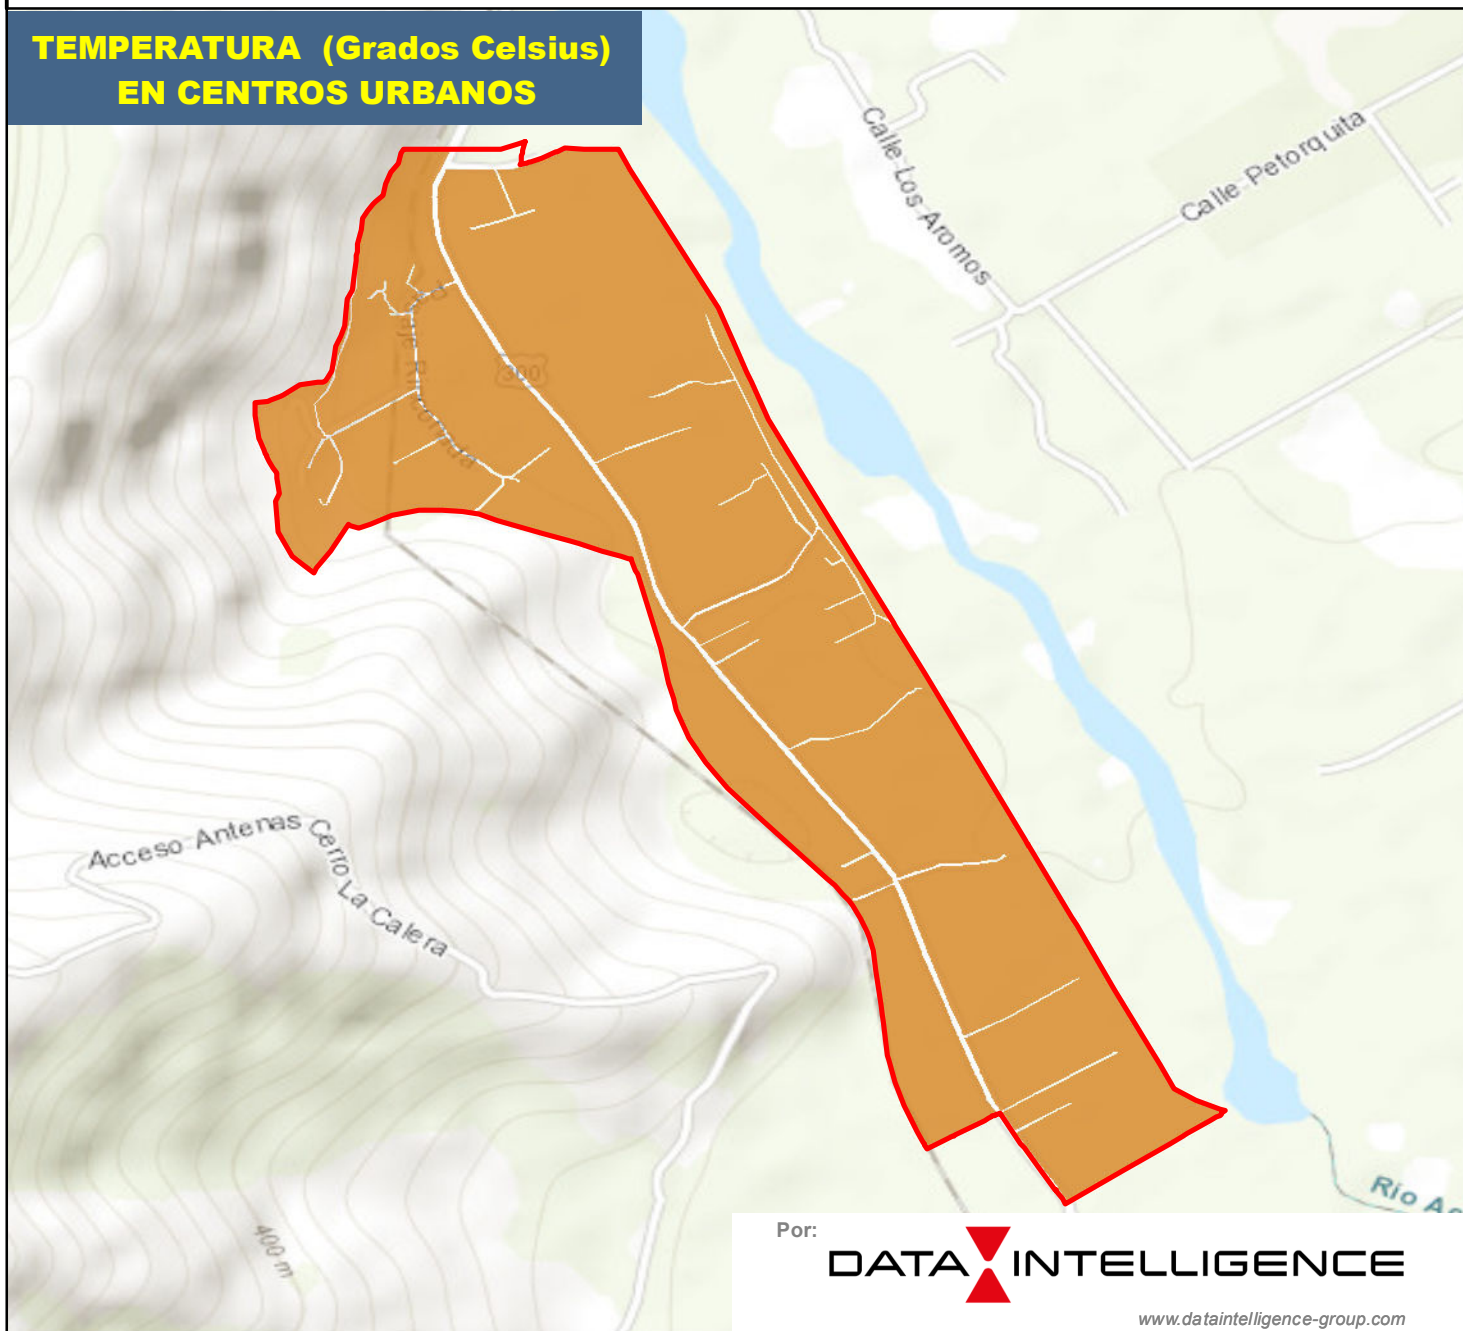 TEMPERATURA (Grados Celsius)
EN CENTROS URBANOS
Calle Los Aromos
Calle Petorquita
300
Acceso Antenas Cerro La Calera
400 m
Río
Por:
DATA INTELLIGENCE
www.dataintelligence-group.com